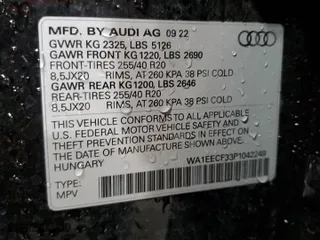 MFD. BY AUDI AG 09 22
GVWR KG 2325, LBS 5126
GAWR FRONT KG1220, LBS 2690
FRONT-TIRES 255/40 R20
8,5JX20 RIMS, AT 260 KPA 38 PSI COLD
GAWR REAR KG1200, LBS 2646
REAR-TIRES 255/40 R20
8,5JX20 RIMS, AT 260 KPA 38 PSI COLD
THIS VEHICLE CONFORMS TO ALL APPLICABLE
U.S. FEDERAL MOTOR VEHICLE SAFETY AND
THEFT PREVENTION STANDARDS IN EFFECT ON
THE DATE OF MANUFACTURE SHOWN ABOVE.
MADE IN
HUNGARY WA1EECF33P1042249
TYPE:
MPV